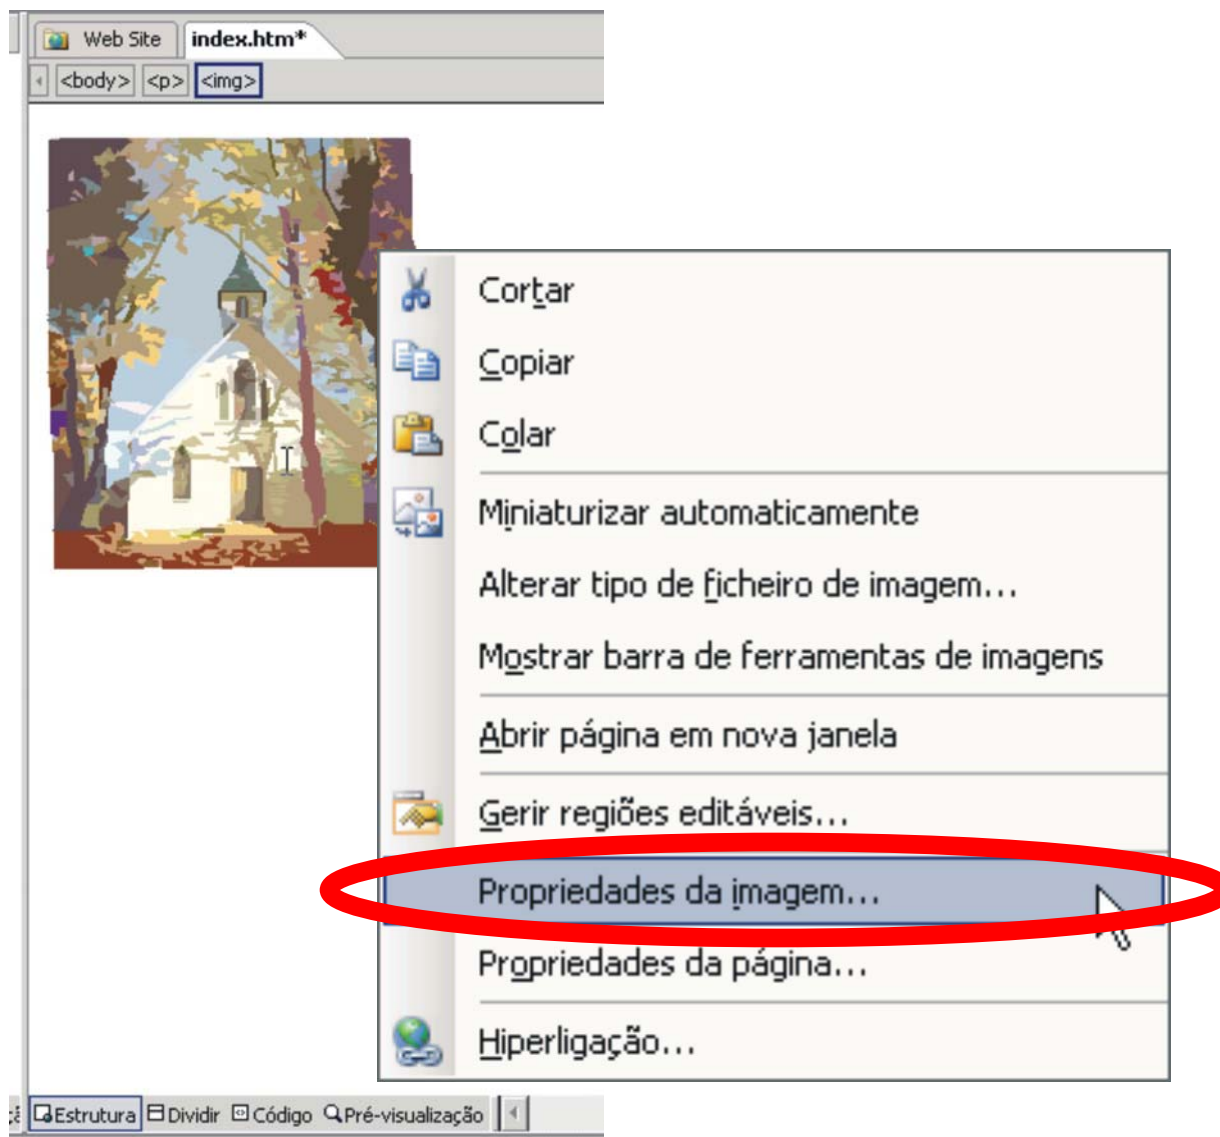 Web Site index.htm*
<body> <p> <img>
Cortar
Copiar
Colar
Miniaturizar automaticamente
Alterar tipo de ficheiro de imagem...
Mostrar barra de ferramentas de imagens
Abrir página em nova janela
Gerir regiões editáveis...
Propriedades da imagem...
Propriedades da página...
Hiperligação...
Estrutura Dividir Código Pré-visualização